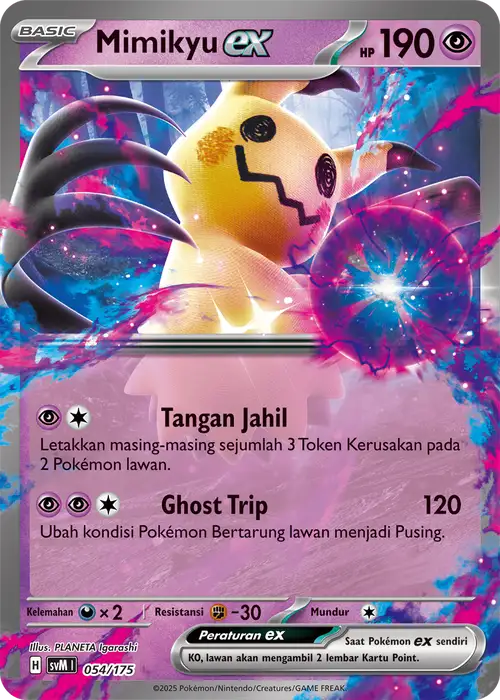 BASIC Mimikyu ex HP 190
Tangan Jahil
Letakkan masing-masing sejumlah 3 Token Kerusakan pada
2 Pokémon lawan.
Ghost Trip 120
Ubah kondisi Pokémon Bertarung lawan menjadi Pusing.
Kelemahan ×2 Resistansi -30 Mundur
Illus. PLANETA Igarashi
H svM I 054/175
Peraturan ex Saat Pokémon ex sendiri
KO, lawan akan mengambil 2 lembar Kartu Point.
©2025 Pokémon/Nintendo/Creatures/GAME FREAK.